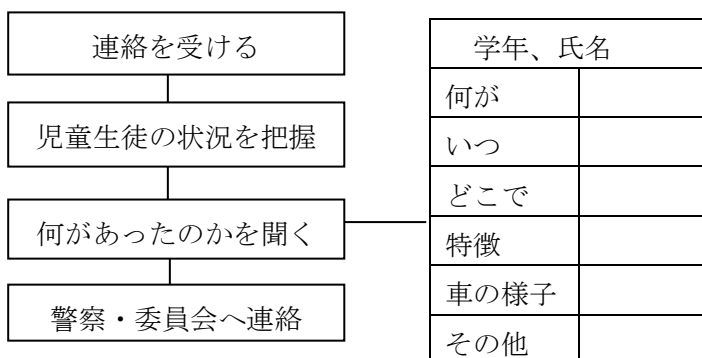 連絡を受ける
児童生徒の状況を把握
何があったのかを聞く
警察・委員会へ連絡
学年、氏名
何が
いつ
どこで
特徴
車の様子
その他